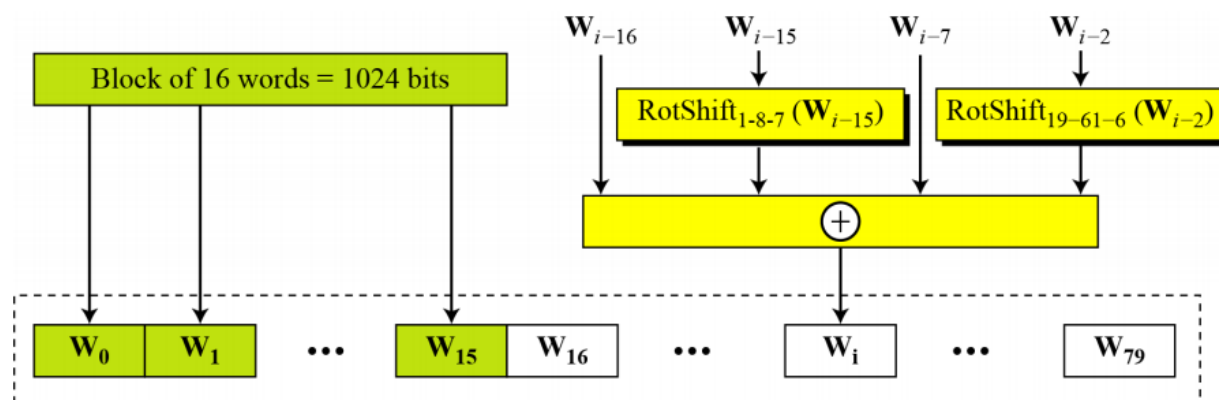 Block of 16 words = 1024 bits
W_{i−16} W_{i−15} W_{i−7} W_{i−2}
RotShift_{1-8-7} (W_{i−15}) RotShift_{19–61–6} (W_{i−2})
+
W_0 W_1 ••• W_15 W_16 ••• W_i ••• W_79